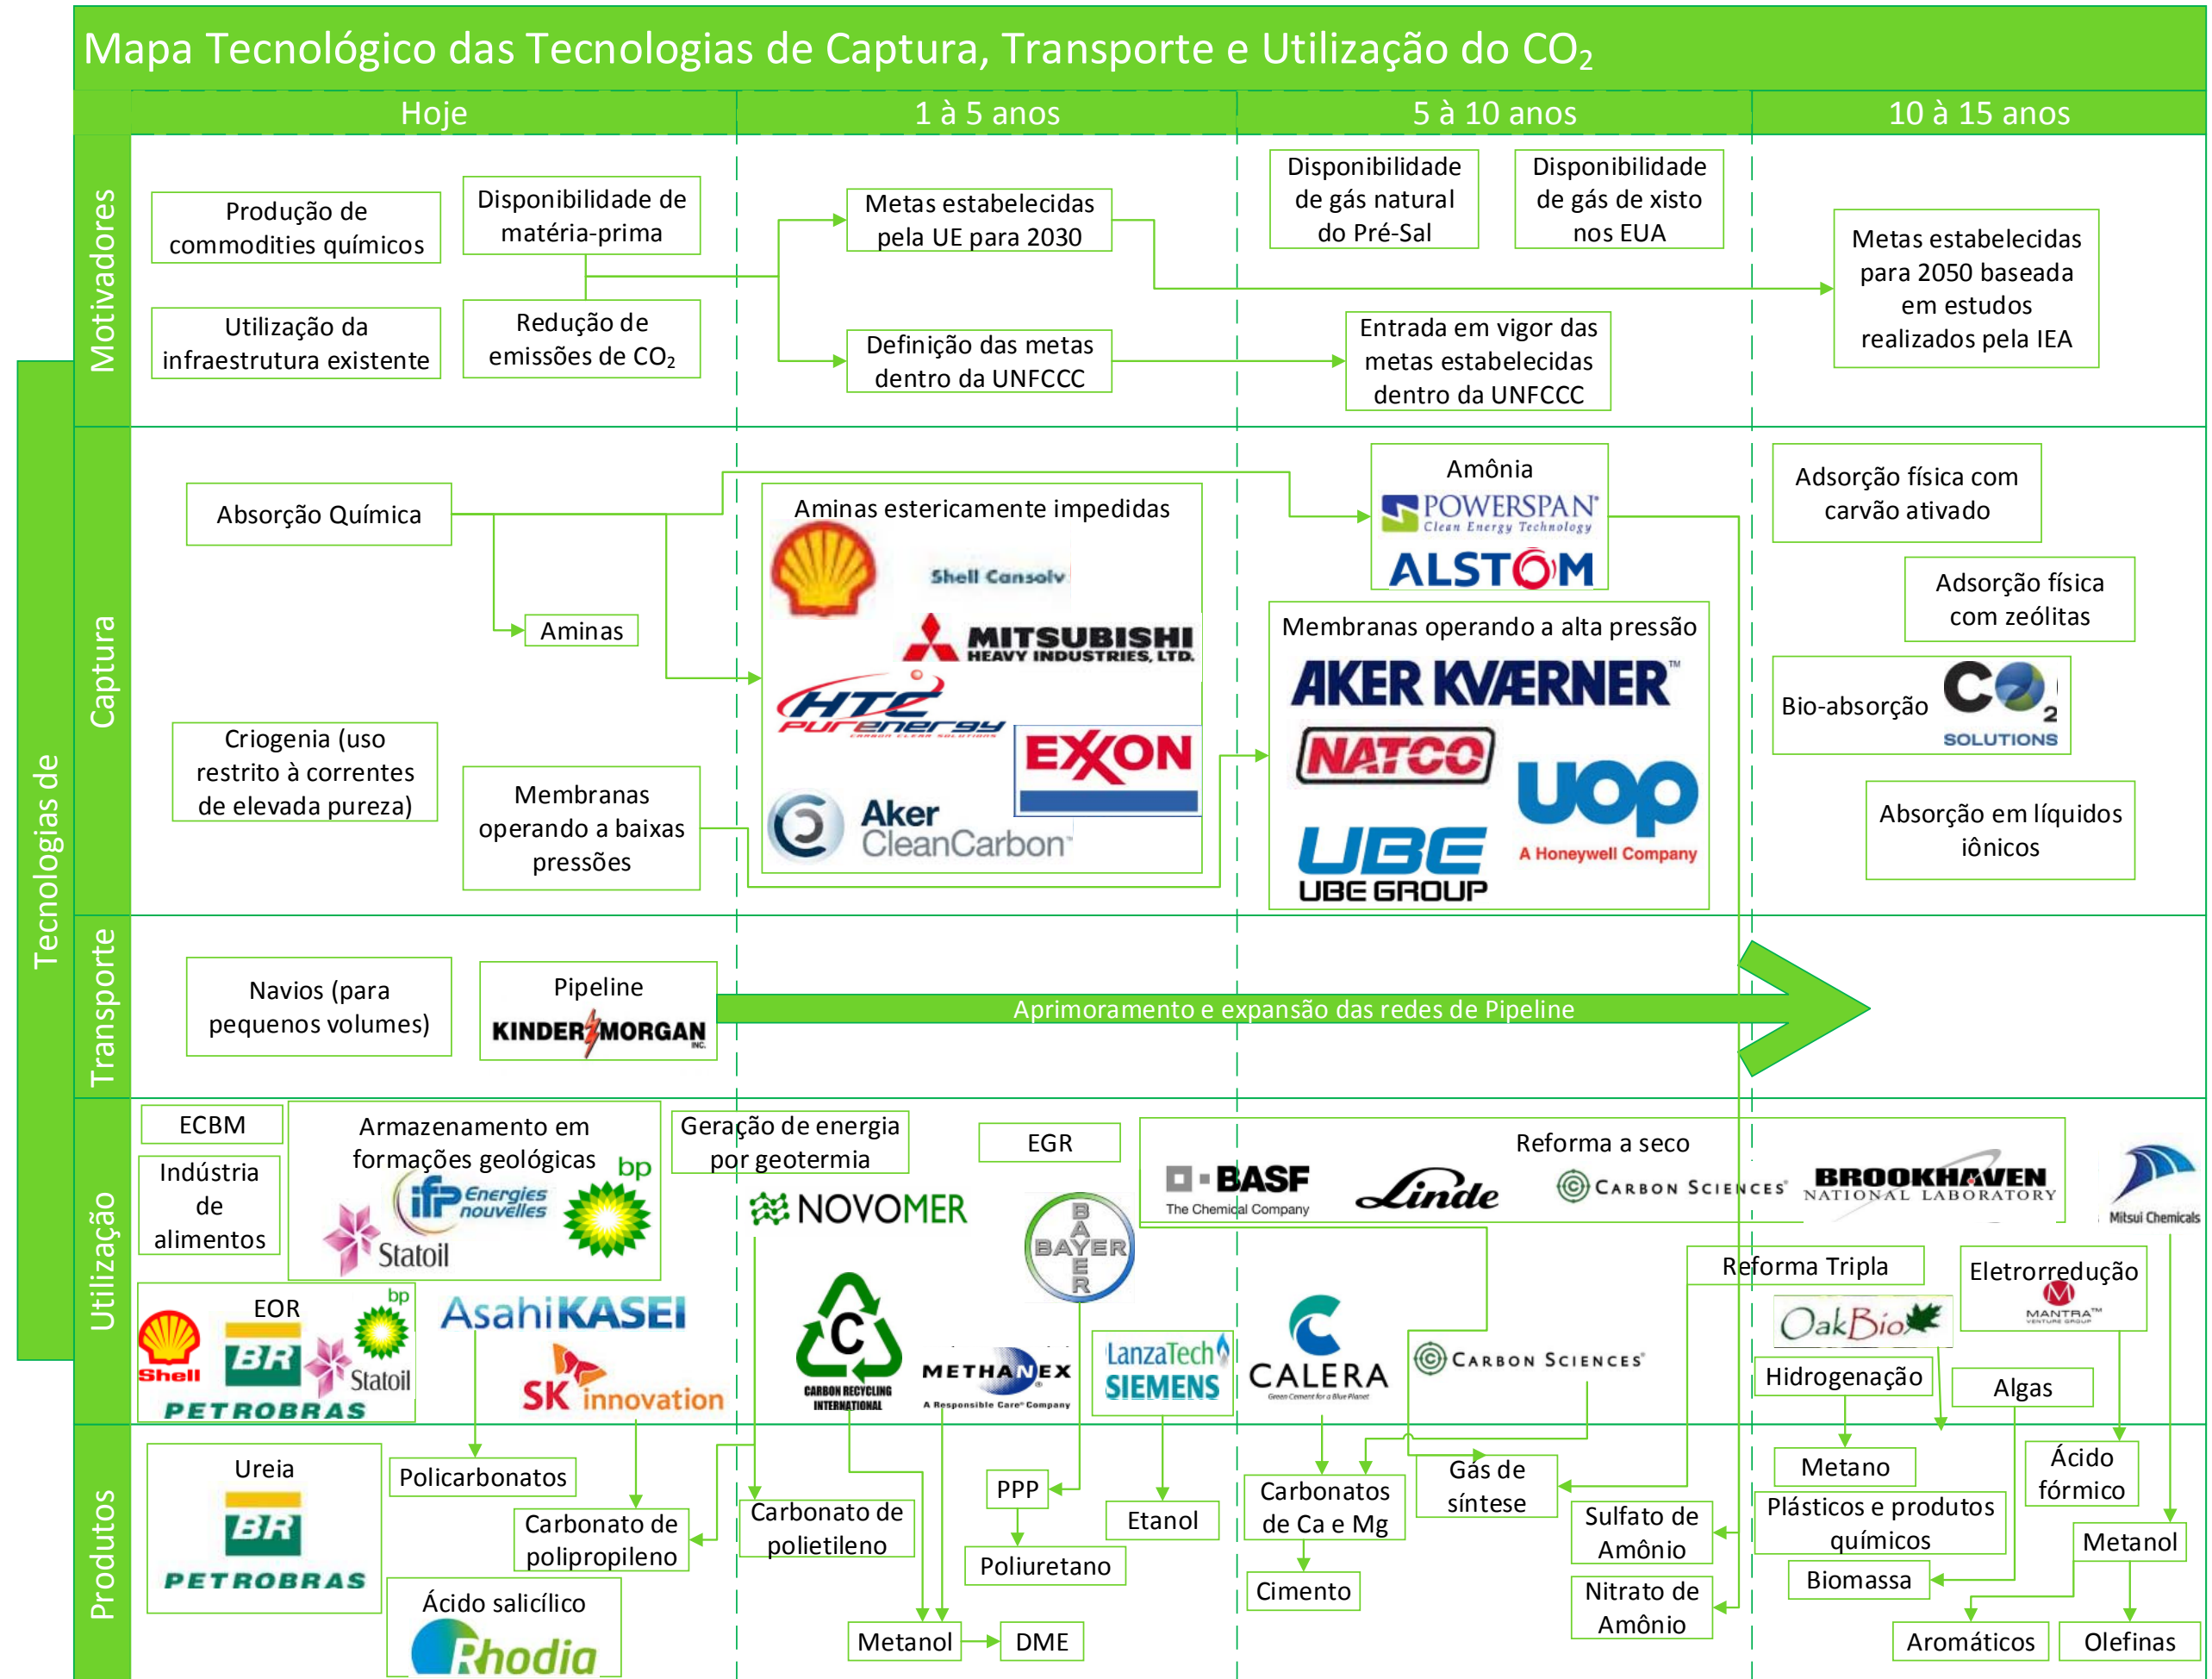 Mapa Tecnológico das Tecnologias de Captura, Transporte e Utilização do CO₂
Hoje
1 à 5 anos
5 à 10 anos
10 à 15 anos
Tecnologias de
Motivadores
Produção de
commodities químicos
Disponibilidade de
matéria-prima
Utilização da
infraestrutura existente
Redução de
emissões de CO₂
Metas estabelecidas
pela UE para 2030
Definição das metas
dentro da UNFCCC
Disponibilidade
de gás natural
do Pré-Sal
Disponibilidade
de gás de xisto
nos EUA
Entrada em vigor das
metas estabelecidas
dentro da UNFCCC
Metas estabelecidas
para 2050 baseada
em estudos
realizados pela IEA
Captura
Absorção Química
Aminas
Criogenia (uso
restrito à correntes
de elevada pureza)
Membranas
operando a baixas
pressões
Aminas estericamente impedidas
Shell Cansolv
MITSUBISHI
HEAVY INDUSTRIES, LTD.
HTC
purenergy
CARBON CLEAR SOLUTIONS
EXXON
Aker
CleanCarbon
Amônia
POWERSPAN
Clean Energy Technology
ALSTOM
Membranas operando a alta pressão
AKER KVÆRNER™
NATCO
uop
A Honeywell Company
UBE
UBE GROUP
Adsorção física com
carvão ativado
Adsorção física
com zeólitas
Bio-absorção
CO2
SOLUTIONS
Absorção em líquidos
iônicos
Transporte
Navios (para
pequenos volumes)
Pipeline
KINDER MORGAN
INC.
Aprimoramento e expansão das redes de Pipeline
Utilização
ECBM
Indústria
de
alimentos
Armazenamento em
formações geológicas
bp
ifp Energies
nouvelles
Statoil
EOR
bp
Shell
BR
Statoil
PETROBRAS
AsahiKASEI
SK innovation
Geração de energia
por geotermia
NOVOMER
EGR
BAYER
BAYER
C
CARBON RECYCLING
INTERNATIONAL
METHANEX
A Responsible Care® Company
LanzaTech
SIEMENS
Reforma a seco
BASF
The Chemical Company
Linde
CARBON SCIENCES
BROOKHAVEN
NATIONAL LABORATORY
Mitsui Chemicals
CALERA
Green Cement for a Blue Planet
CARBON SCIENCES
Reforma Tripla
OakBio
Eletrorredução
MANTRA™
VENTURE GROUP
Hidrogenação
Algas
Produtos
Ureia
BR
PETROBRAS
Policarbonatos
Carbonato de
polipropileno
Ácido salicílico
Rhodia
Carbonato de
polietileno
PPP
Poliuretano
Etanol
Metanol
DME
Carbonatos
de Ca e Mg
Cimento
Gás de
síntese
Sulfato de
Amônio
Nitrato de
Amônio
Metano
Plásticos e produtos
químicos
Biomassa
Ácido
fórmico
Metanol
Aromáticos
Olefinas